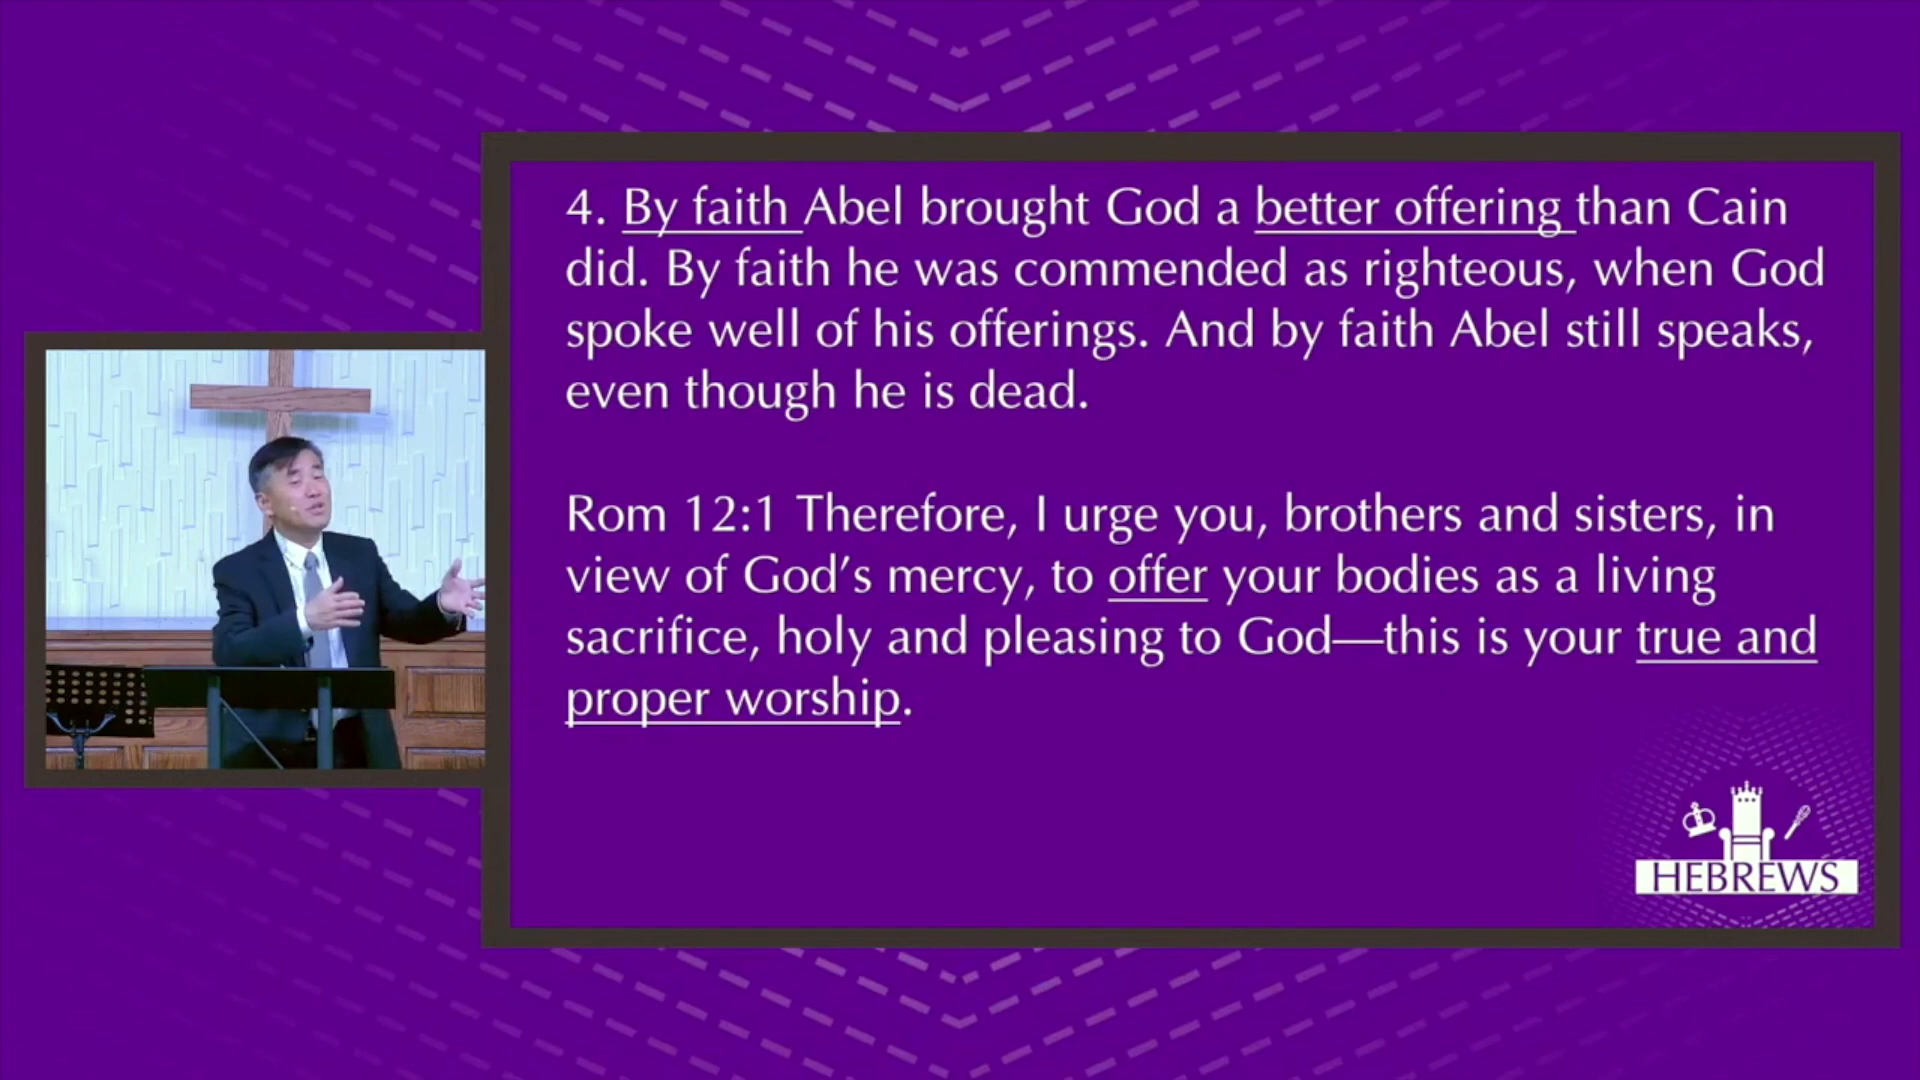 4. By faith Abel brought God a better offering than Cain
did. By faith he was commended as righteous, when God
spoke well of his offerings. And by faith Abel still speaks,
even though he is dead.
Rom 12:1 Therefore, I urge you, brothers and sisters, in
view of God’s mercy, to offer your bodies as a living
sacrifice, holy and pleasing to God—this is your true and
proper worship.
HEBREWS